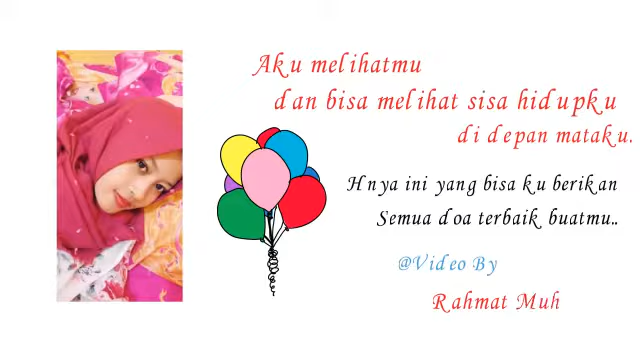 Aku melihatmu
dan bisa melihat sisa hidupku
di depan mataku.
Hnya ini yang bisa ku berikan
Semua doa terbaik buatmu..
@Video By
Rahmat Muh